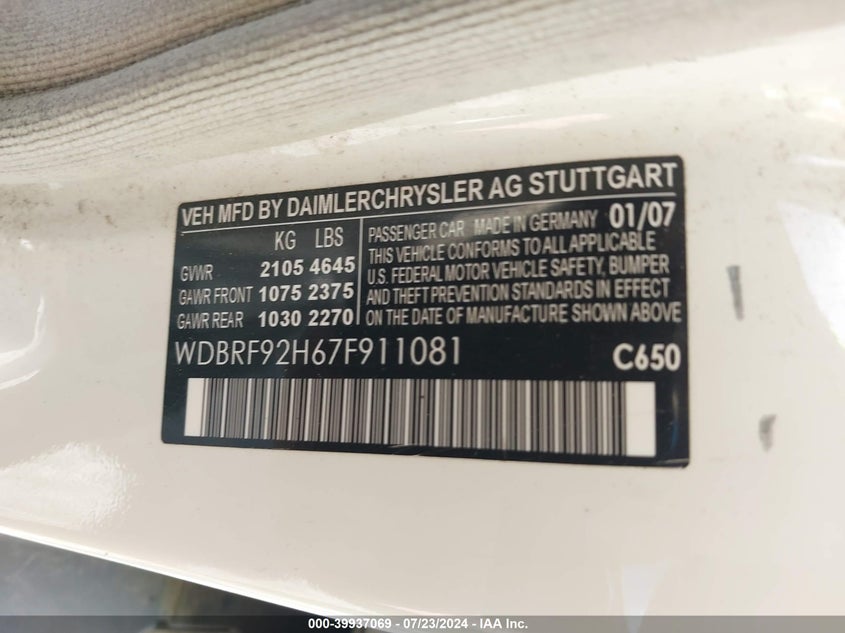 VEH MFD BY DAIMLERCHRYSLER AG STUTTGART
KG LBS
GVWR 2105 4645
GAWR FRONT 1075 2375
GAWR REAR 1030 2270
PASSENGER CAR MADE IN GERMANY 01/07
THIS VEHICLE CONFORMS TO ALL APPLICABLE
U.S. FEDERAL MOTOR VEHICLE SAFETY, BUMPER
AND THEFT PREVENTION STANDARDS IN EFFECT
ON THE DATE OF MANUFACTURE SHOWN ABOVE
WDBRF92H67F911081 C650
000-39937069 - 07/23/2024 - IAA Inc.